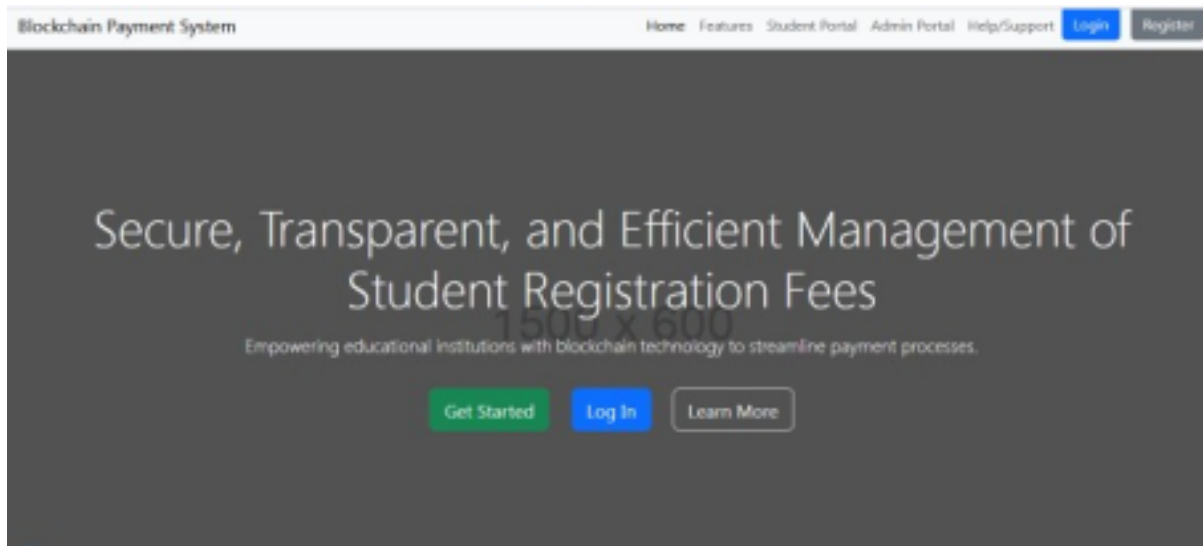 Blockchain Payment System
Home Features Student Portal Admin Portal Help/Support Login Register
Secure, Transparent, and Efficient Management of
Student Registration Fees
1500 x 600
Empowering educational institutions with blockchain technology to streamline payment processes.
Get Started Log In Learn More